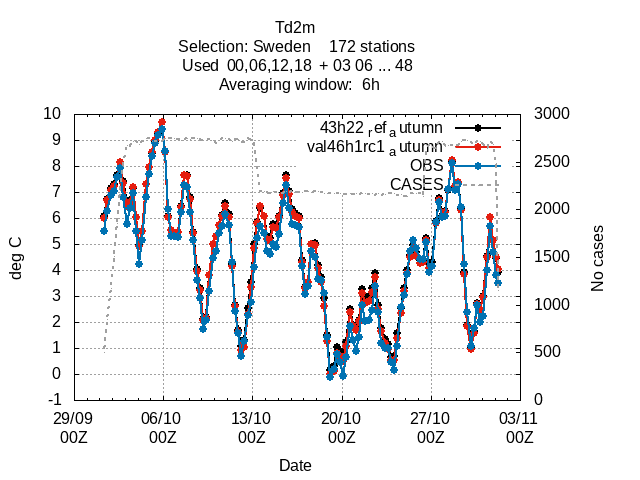 Td2m
Selection: Sweden 172 stations
Used 00,06,12,18 + 03 06 ... 48
Averaging window: 6h
10
9
8
7
6
5
4
3
2
1
0
-1
deg C
3000
2500
2000
1500
1000
500
0
No cases
43h22 refa utumn
val46h1rc1 a utumn
OBS
CASES
29/09 06/10 13/10 20/10 27/10 03/11
00Z 00Z 00Z 00Z 00Z 00Z
Date